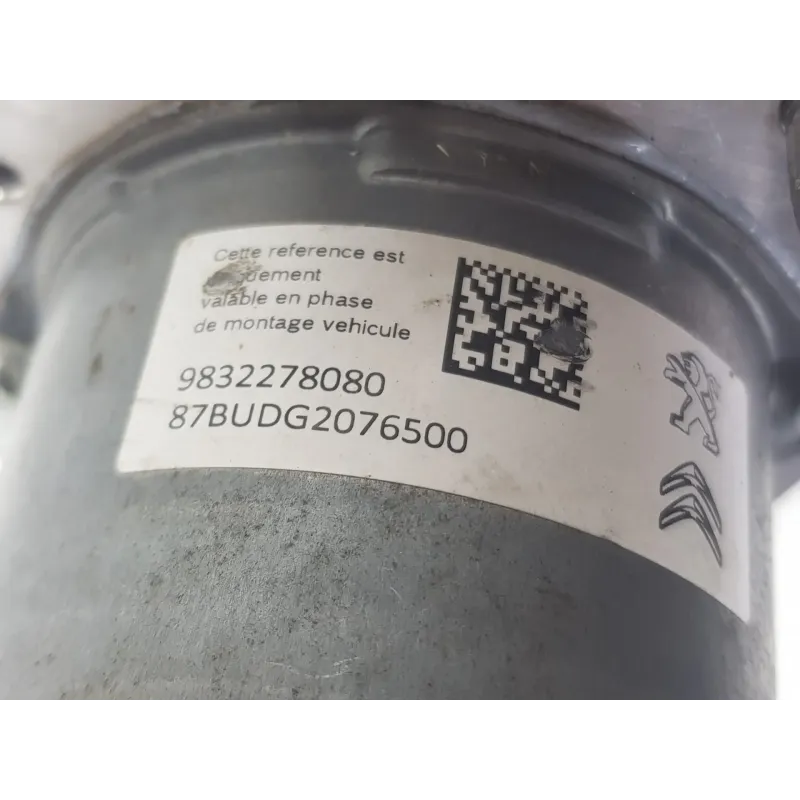 Cette reference est
valable en phase
de montage vehicule
9832278080
87BUDG2076500